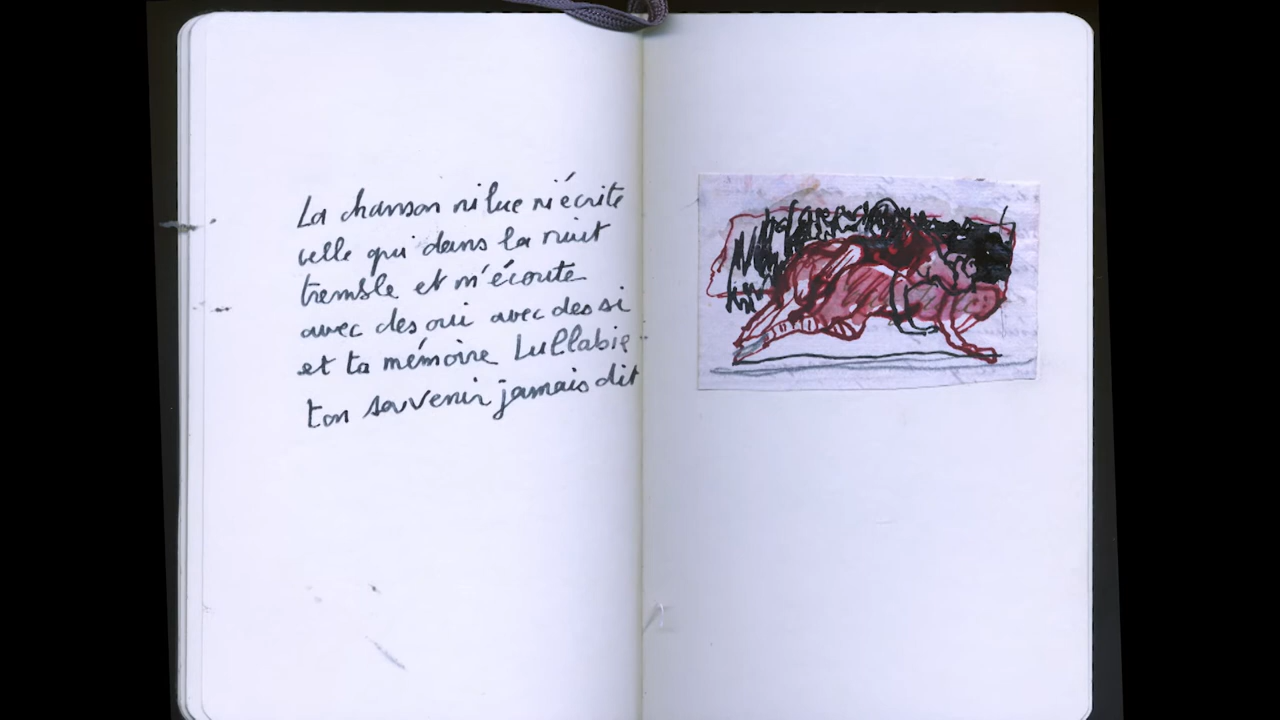 La chanson ni lue ni écrite
celle qui dans la nuit
tremble et m'écoute
avec des oui avec des si
et ta mémoire Lullabie
ton souvenir jamais dit